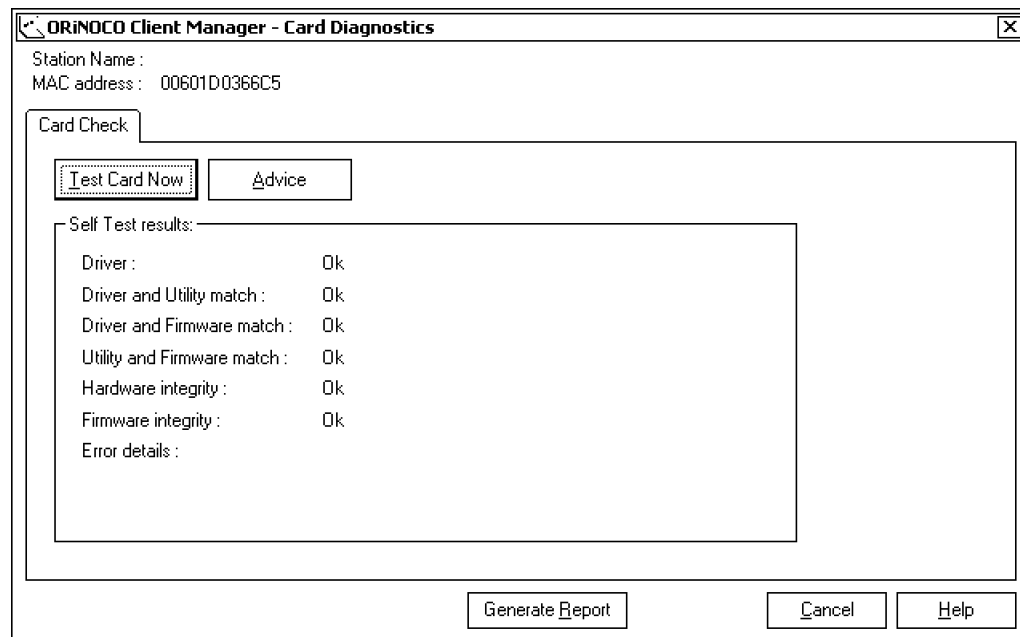 ORiNOCO Client Manager - Card Diagnostics
Station Name :
MAC address : 00601D0366C5
Card Check
Test Card Now Advice
Self Test results:
Driver : Ok
Driver and Utility match : Ok
Driver and Firmware match : Ok
Utility and Firmware match : Ok
Hardware integrity : Ok
Firmware integrity : Ok
Error details :
Generate Report Cancel Help